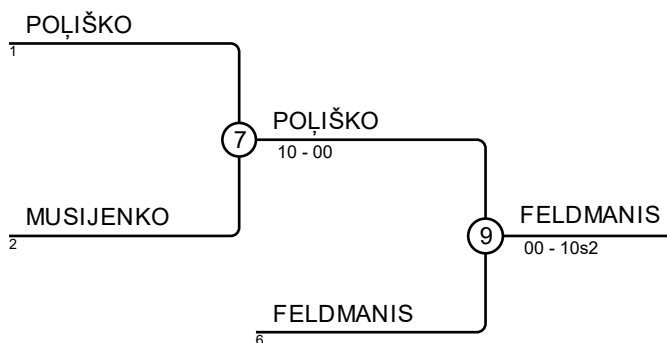 POĻIŠKO
1
7
POĻIŠKO
10 - 00
MUSIJENKO
2
9
FELDMANIS
00 - 10s2
FELDMANIS
6